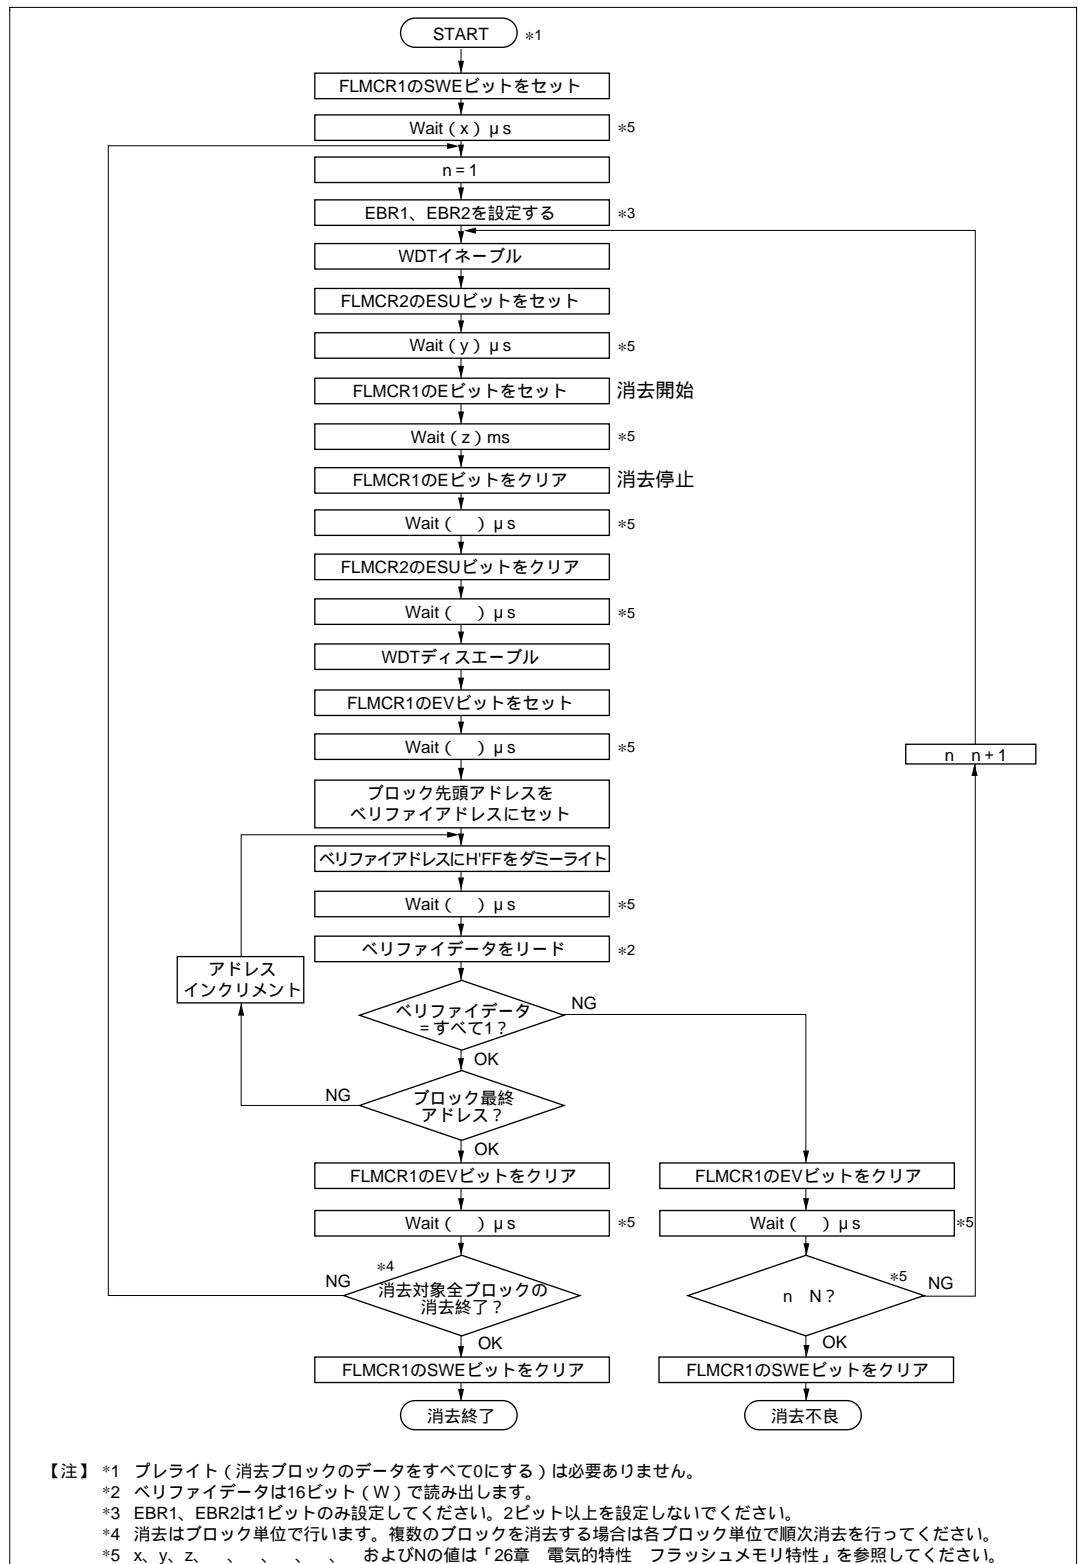 START *1
FLMCR1のSWEビットをセット
Wait（x）μs *5
n = 1
EBR1、EBR2を設定する *3
WDTイネーブル
FLMCR2のESUビットをセット
Wait（y）μs *5
FLMCR1のEビットをセット 消去開始
Wait（z）ms *5
FLMCR1のEビットをクリア 消去停止
Wait（　）μs *5
FLMCR2のESUビットをクリア
Wait（　）μs *5
WDTディスエーブル
FLMCR1のEVビットをセット
Wait（　）μs *5
n　n + 1
ブロック先頭アドレスを
ベリファイアドレスにセット
ベリファイアドレスにH'FFをダミーライト
Wait（　）μs *5
ベリファイデータをリード *2
アドレス
インクリメント
ベリファイデータ
= すべて1？
NG
OK
NG
ブロック最終
アドレス？
OK
FLMCR1のEVビットをクリア
FLMCR1のEVビットをクリア
Wait（　）μs *5
Wait（　）μs *5
NG
*4
消去対象全ブロックの
消去終了？
*5
NG
n　N？
OK
OK
FLMCR1のSWEビットをクリア
FLMCR1のSWEビットをクリア
消去終了
消去不良
【注】 *1 プレライト（消去ブロックのデータをすべて0にする）は必要ありません。
*2 ベリファイデータは16ビット（W）で読み出します。
*3 EBR1、EBR2は1ビットのみ設定してください。2ビット以上を設定しないでください。
*4 消去はブロック単位で行います。複数のブロックを消去する場合は各ブロック単位で順次消去を行ってください。
*5 x、y、z、　、　、　、　、　およびNの値は「26章　電気的特性　フラッシュメモリ特性」を参照してください。